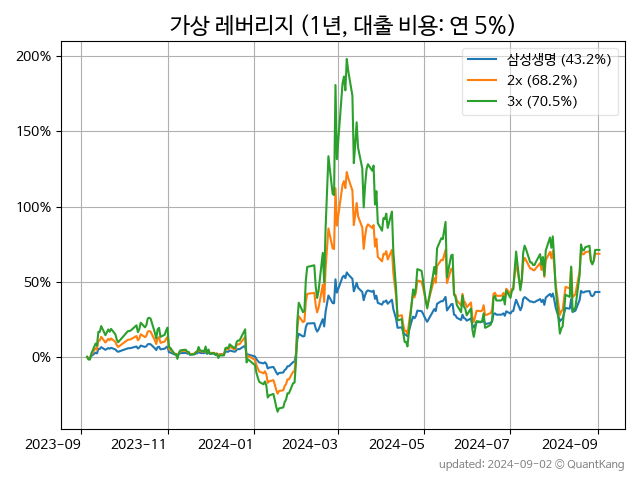 가상 레버리지 (1년, 대출 비용: 연 5%)
삼성생명 (43.2%)
2x (68.2%)
3x (70.5%)
200%
150%
100%
50%
0%
2023-09 2023-11 2024-01 2024-03 2024-05 2024-07 2024-09
updated: 2024-09-02 © QuantKang